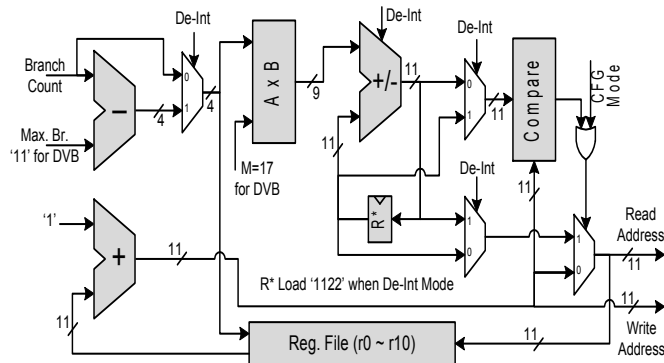 De-Int
De-Int
De-Int
Branch
Count
0
1
−
4
4
Max. Br.
'11' for DVB
A x B
9
M=17
for DVB
+/-
11
0
1
11
Compare
CFG
Mode
11
11
R*
De-Int
1
0
1
0
'1'
+
11
11
R* Load '1122' when De-Int Mode
Read
Address
11
11
Write
Address
11
Reg. File (r0 ~ r10)